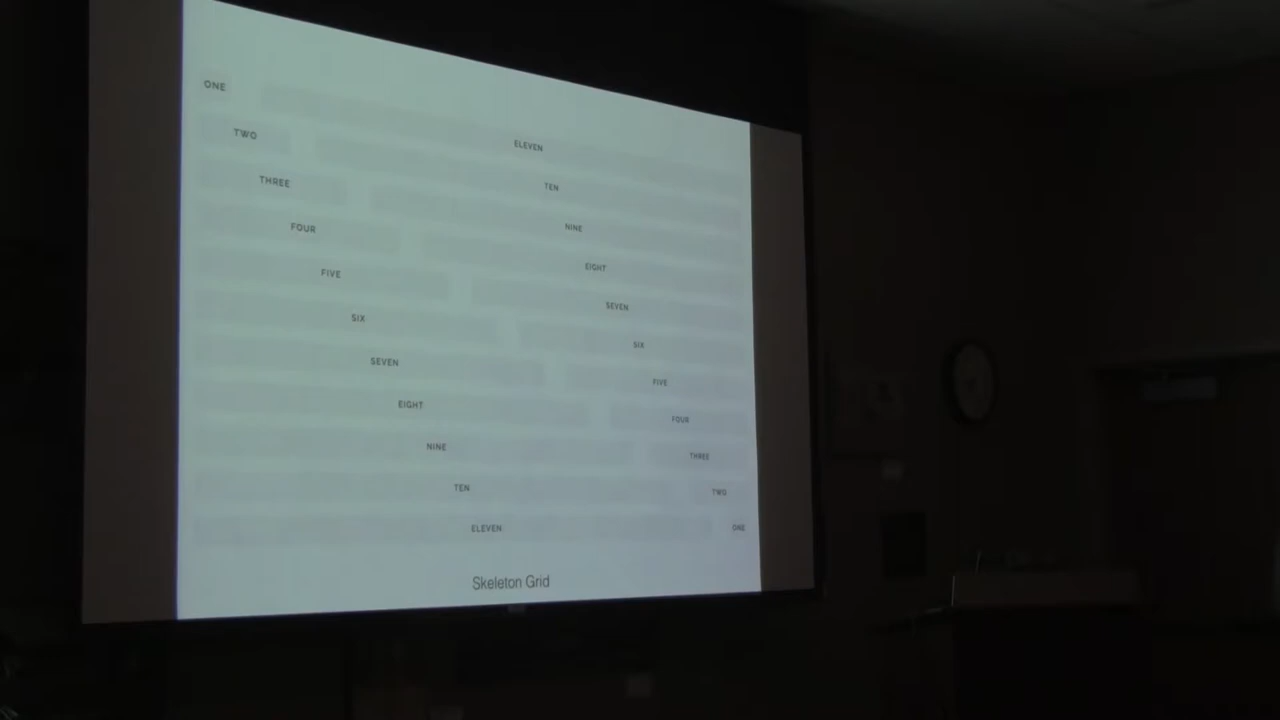 ONE ELEVEN
TWO TEN
THREE NINE
FOUR EIGHT
FIVE SEVEN
SIX SIX
SEVEN FIVE
EIGHT FOUR
NINE THREE
TEN TWO
ELEVEN ONE
Skeleton Grid